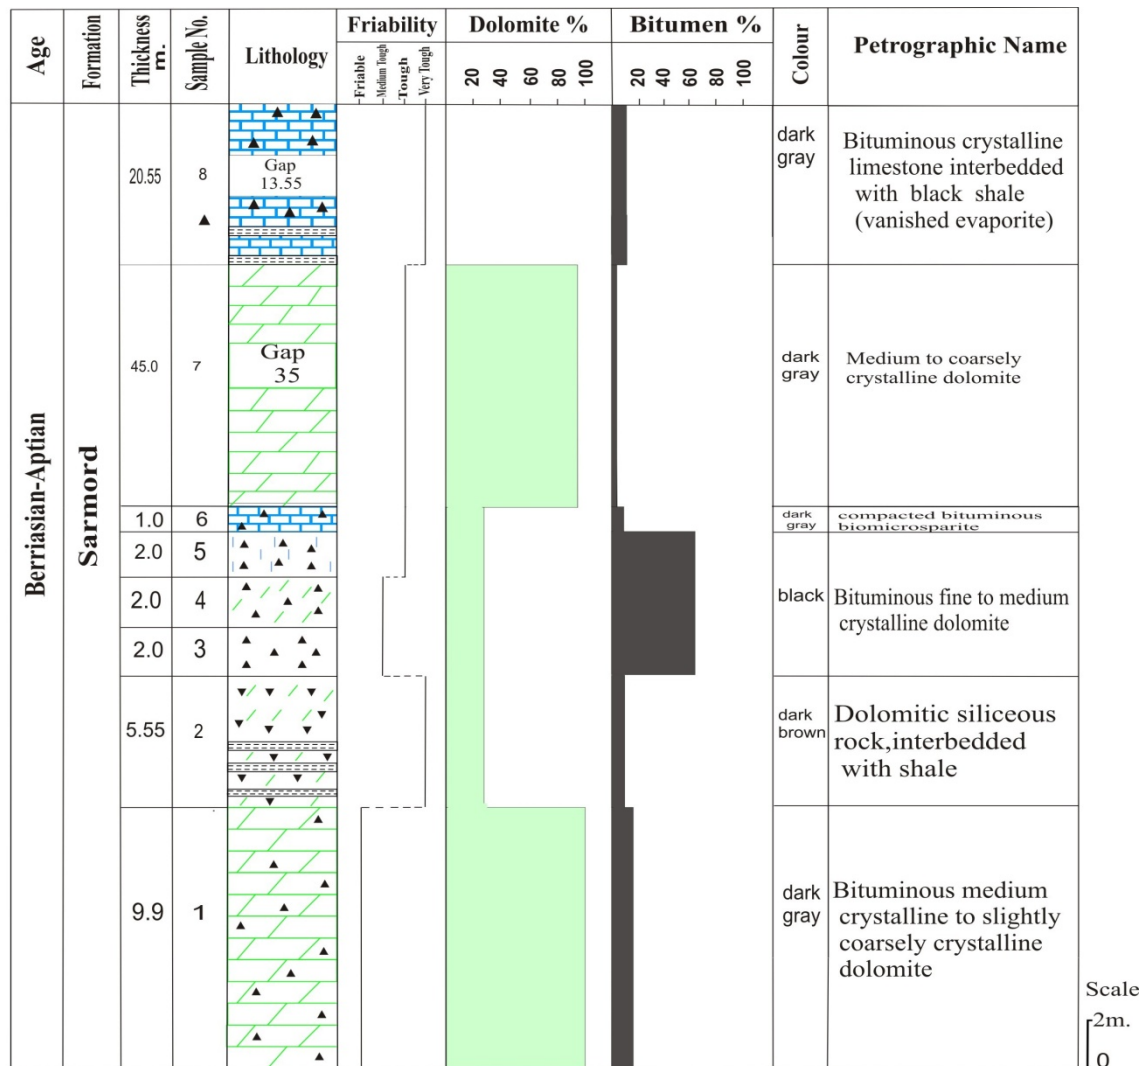 Age
Formation
Thickness
m.
Sample No.
Lithology
Friability
Friable
Medium Tough
Tough
Very Tough
Dolomite %
20
40
60
80
100
Bitumen %
20
40
60
80
100
Colour
Petrographic Name
Berriasian-Aptian
Sarmord
20.55
8
Gap
13.55
dark
gray
Bituminous crystalline
limestone interbedded
with black shale
(vanished evaporite)
45.0
7
Gap
35
dark
gray
Medium to coarsely
crystalline dolomite
1.0
6
dark
gray
compacted bituminous
biomicrosparite
2.0
5
2.0
4
2.0
3
black
Bituminous fine to medium
crystalline dolomite
5.55
2
dark
brown
Dolomitic siliceous
rock,interbedded
with shale
9.9
1
dark
gray
Bituminous medium
crystalline to slightly
coarsely crystalline
dolomite
Scale
2m.
0